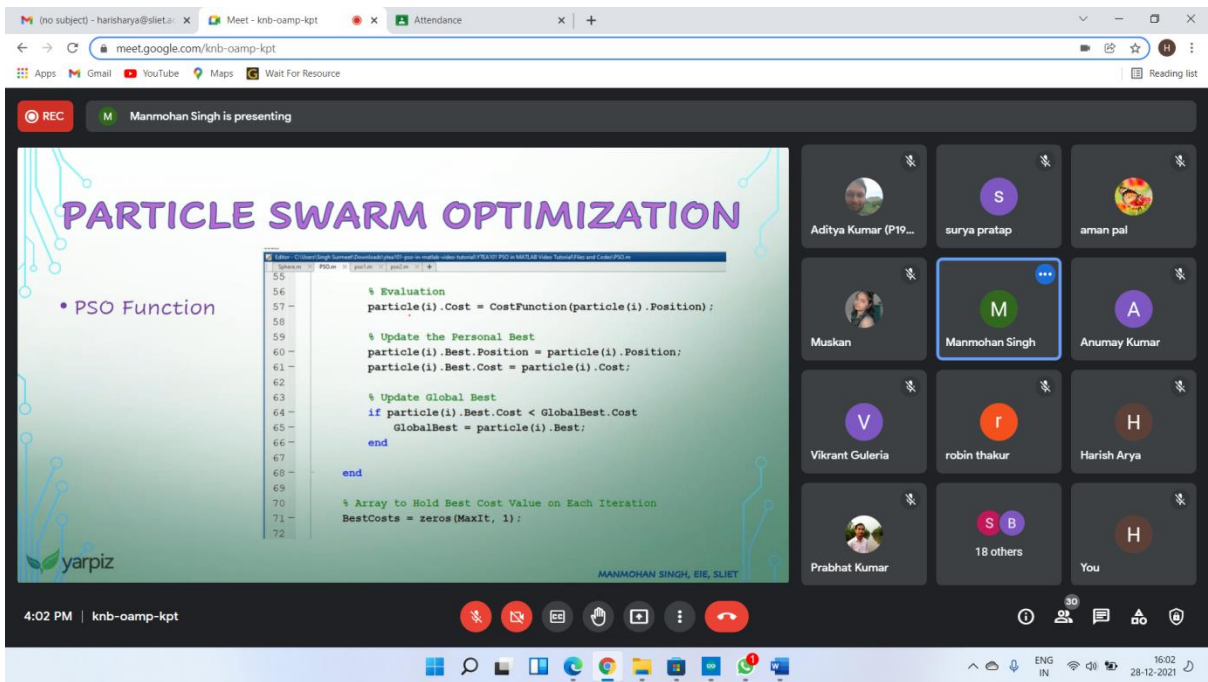 (no subject) - harisharya@sliet.a
Meet - knb-oamp-kpt
Attendance
meet.google.com/knb-oamp-kpt
H
Apps
Gmail
YouTube
Maps
Wait For Resource
Reading list
REC
M
Manmohan Singh is presenting
PARTICLE SWARM OPTIMIZATION
• PSO Function
Sphere.m PSO.m pso1.m pso2.m
55
56 % Evaluation
57 - particle(i).Cost = CostFunction(particle(i).Position);
58
59 % Update the Personal Best
60 - particle(i).Best.Position = particle(i).Position;
61 - particle(i).Best.Cost = particle(i).Cost;
62
63 % Update Global Best
64 - if particle(i).Best.Cost < GlobalBest.Cost
65 - GlobalBest = particle(i).Best;
66 - end
67
68 - end
69
70 % Array to Hold Best Cost Value on Each Iteration
71 - BestCosts = zeros(MaxIt, 1);
72
yarpiz
MANMOHAN SINGH, EIE, SLIET
Aditya Kumar (P19...
S
surya pratap
aman pal
Muskan
M
Manmohan Singh
A
Anumay Kumar
V
Vikrant Guleria
r
robin thakur
H
Harish Arya
Prabhat Kumar
S B
18 others
H
You
4:02 PM | knb-oamp-kpt
CC
30
1
W
ENG
IN
16:02
28-12-2021